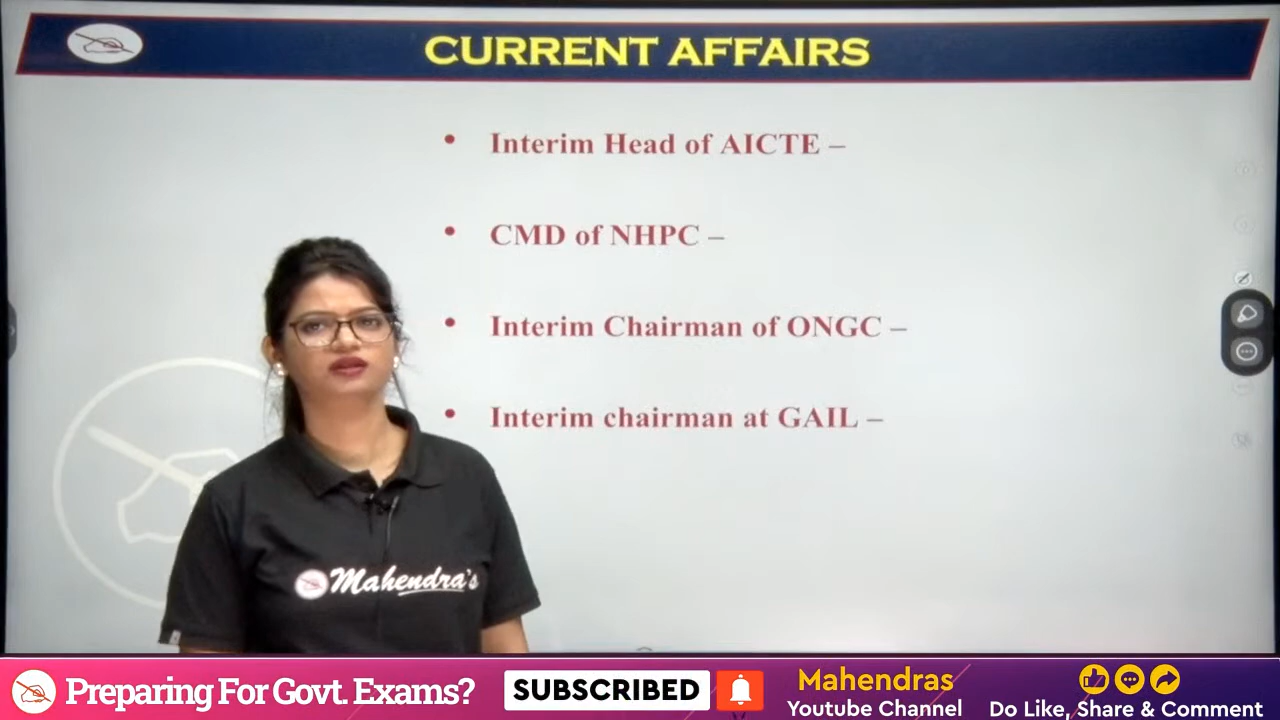 CURRENT AFFAIRS
• Interim Head of AICTE –
• CMD of NHPC –
• Interim Chairman of ONGC –
• Interim chairman at GAIL –
Mahendra's
Preparing For Govt. Exams?
SUBSCRIBED
Mahendras
Youtube Channel
Do Like, Share & Comment